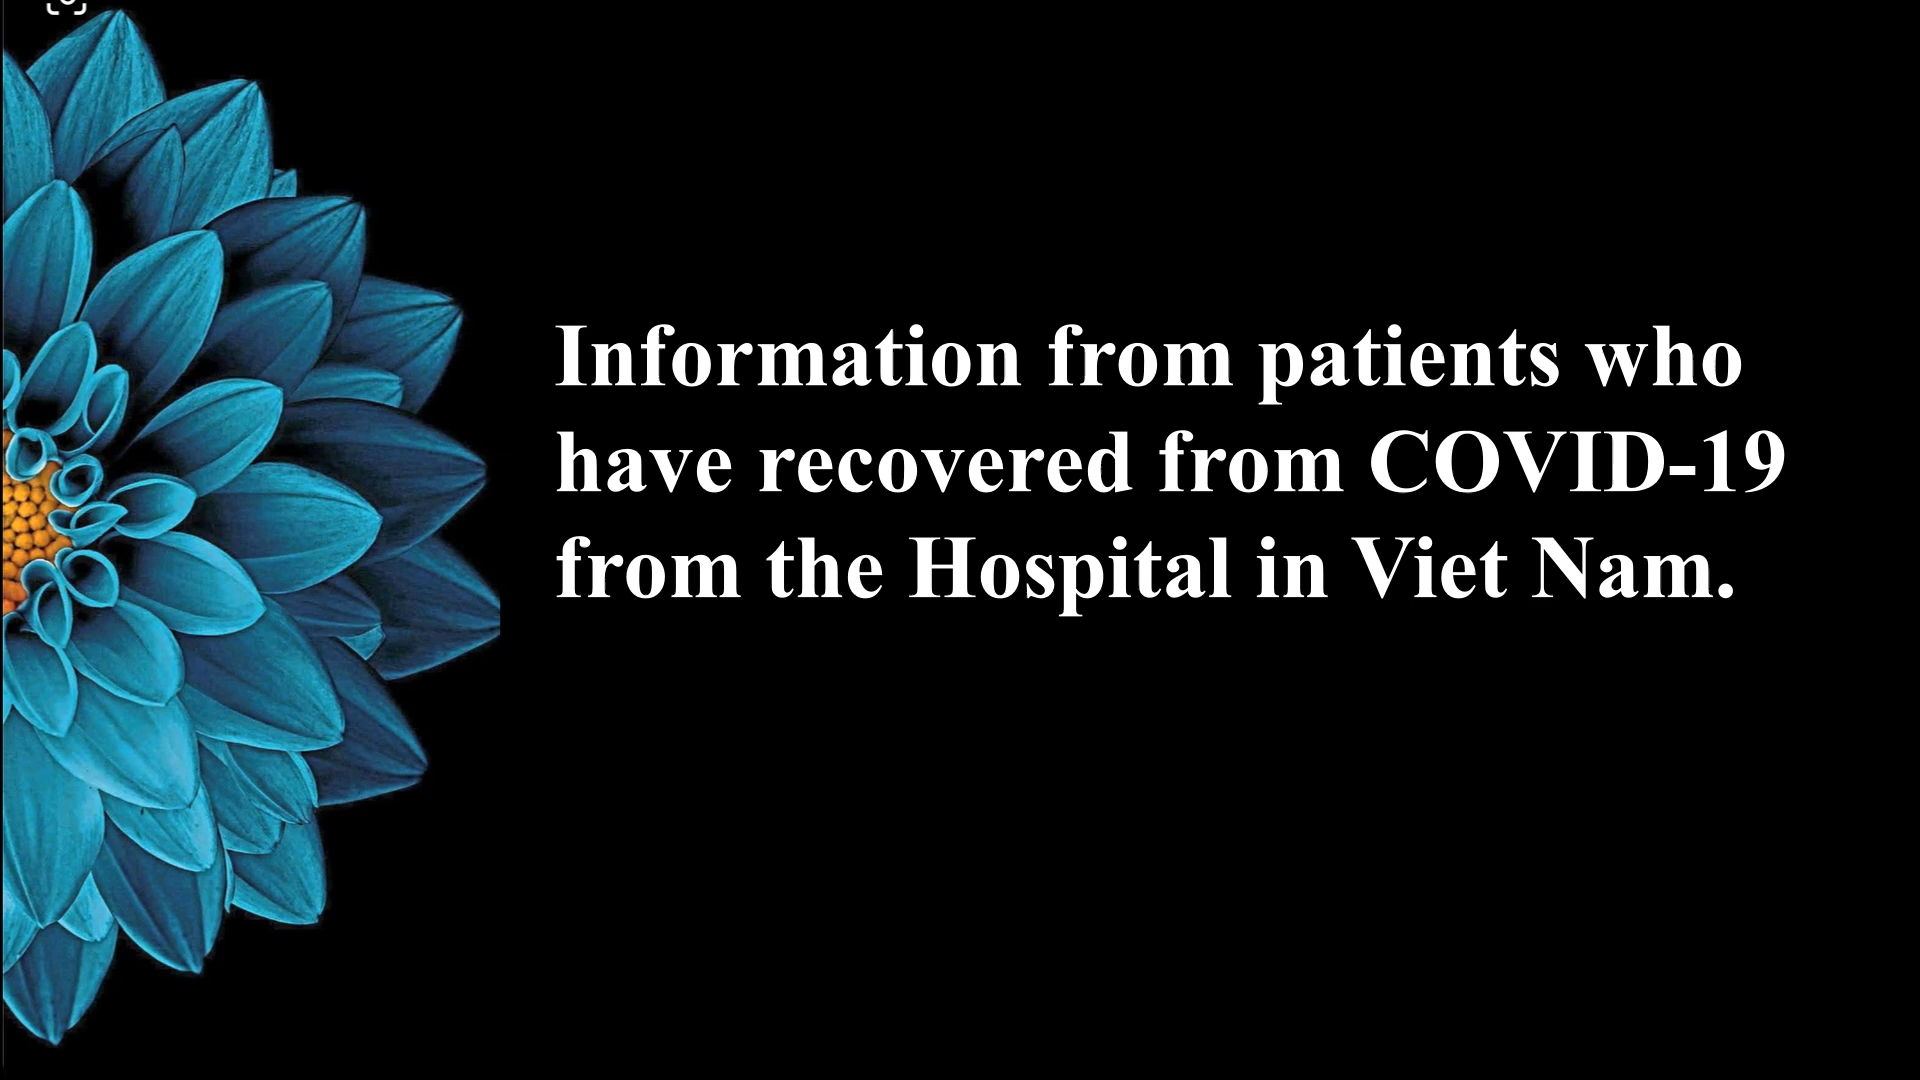 Information from patients who
have recovered from COVID-19
from the Hospital in Viet Nam.